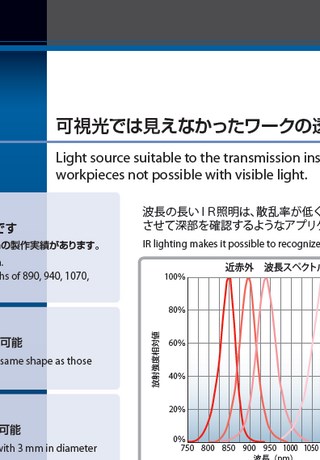 可視光では見えなかったワークの透
Light source suitable to the transmission ins
workpieces not possible with visible light.
です
の製作実績があります。
hs of 890, 940, 1070,
可能
same shape as those
可能
with 3 mm in diameter
波長の長いIR照明は、散乱率が低く
させて深部を確認するようなアプリケ
IR lighting makes it possible to recognize
近赤外 波長スペクトル
放射強度相対値
100%
80%
60%
40%
20%
0%
750 800 850 900 950 1000 1050
波長（nm）